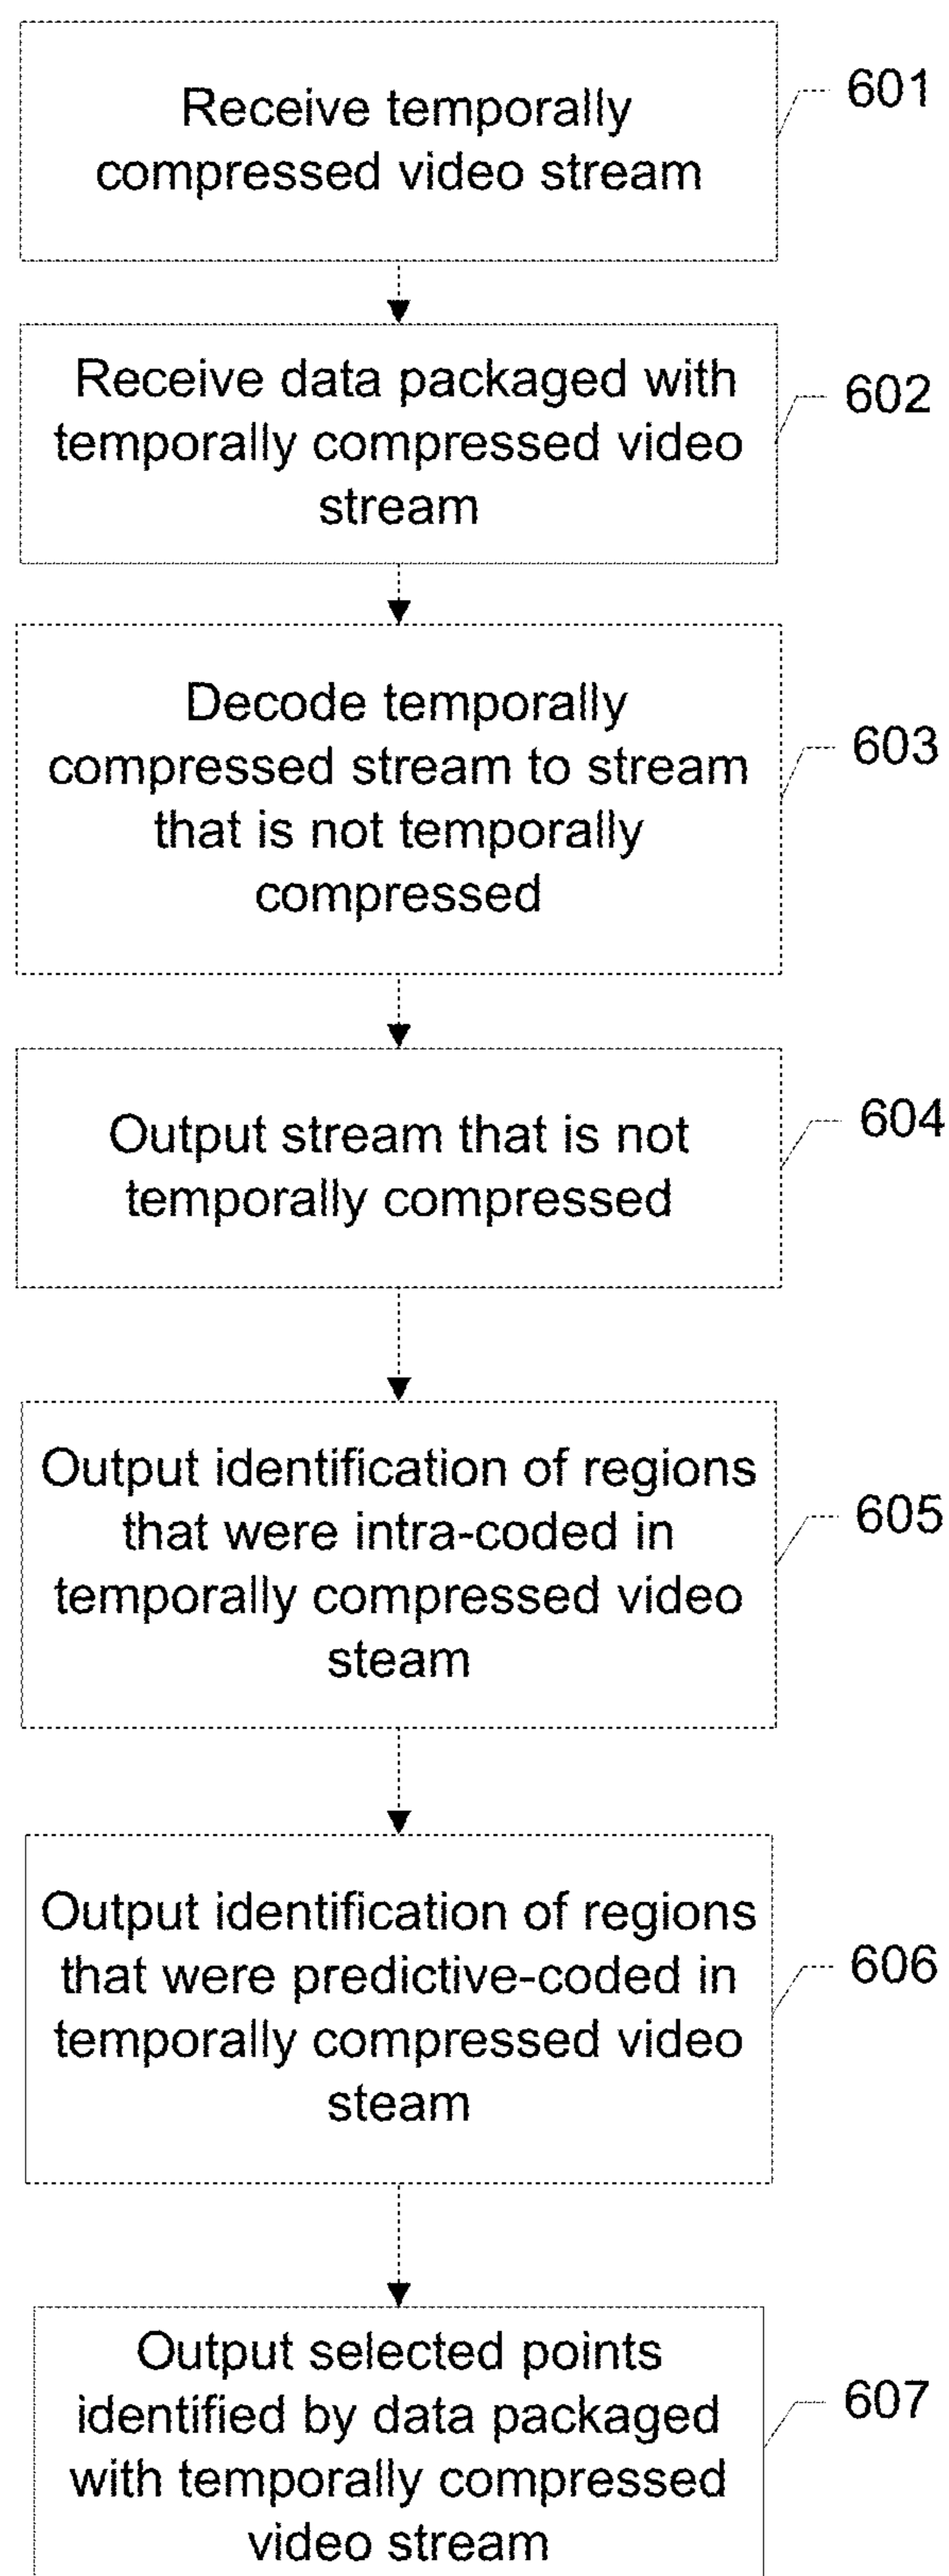 Receive temporally
compressed video stream
601
Receive data packaged with
temporally compressed video
stream
602
Decode temporally
compressed stream to stream
that is not temporally
compressed
603
Output stream that is not
temporally compressed
604
Output identification of regions
that were intra-coded in
temporally compressed video
steam
605
Output identification of regions
that were predictive-coded in
temporally compressed video
steam
606
Output selected points
identified by data packaged
with temporally compressed
video stream
607